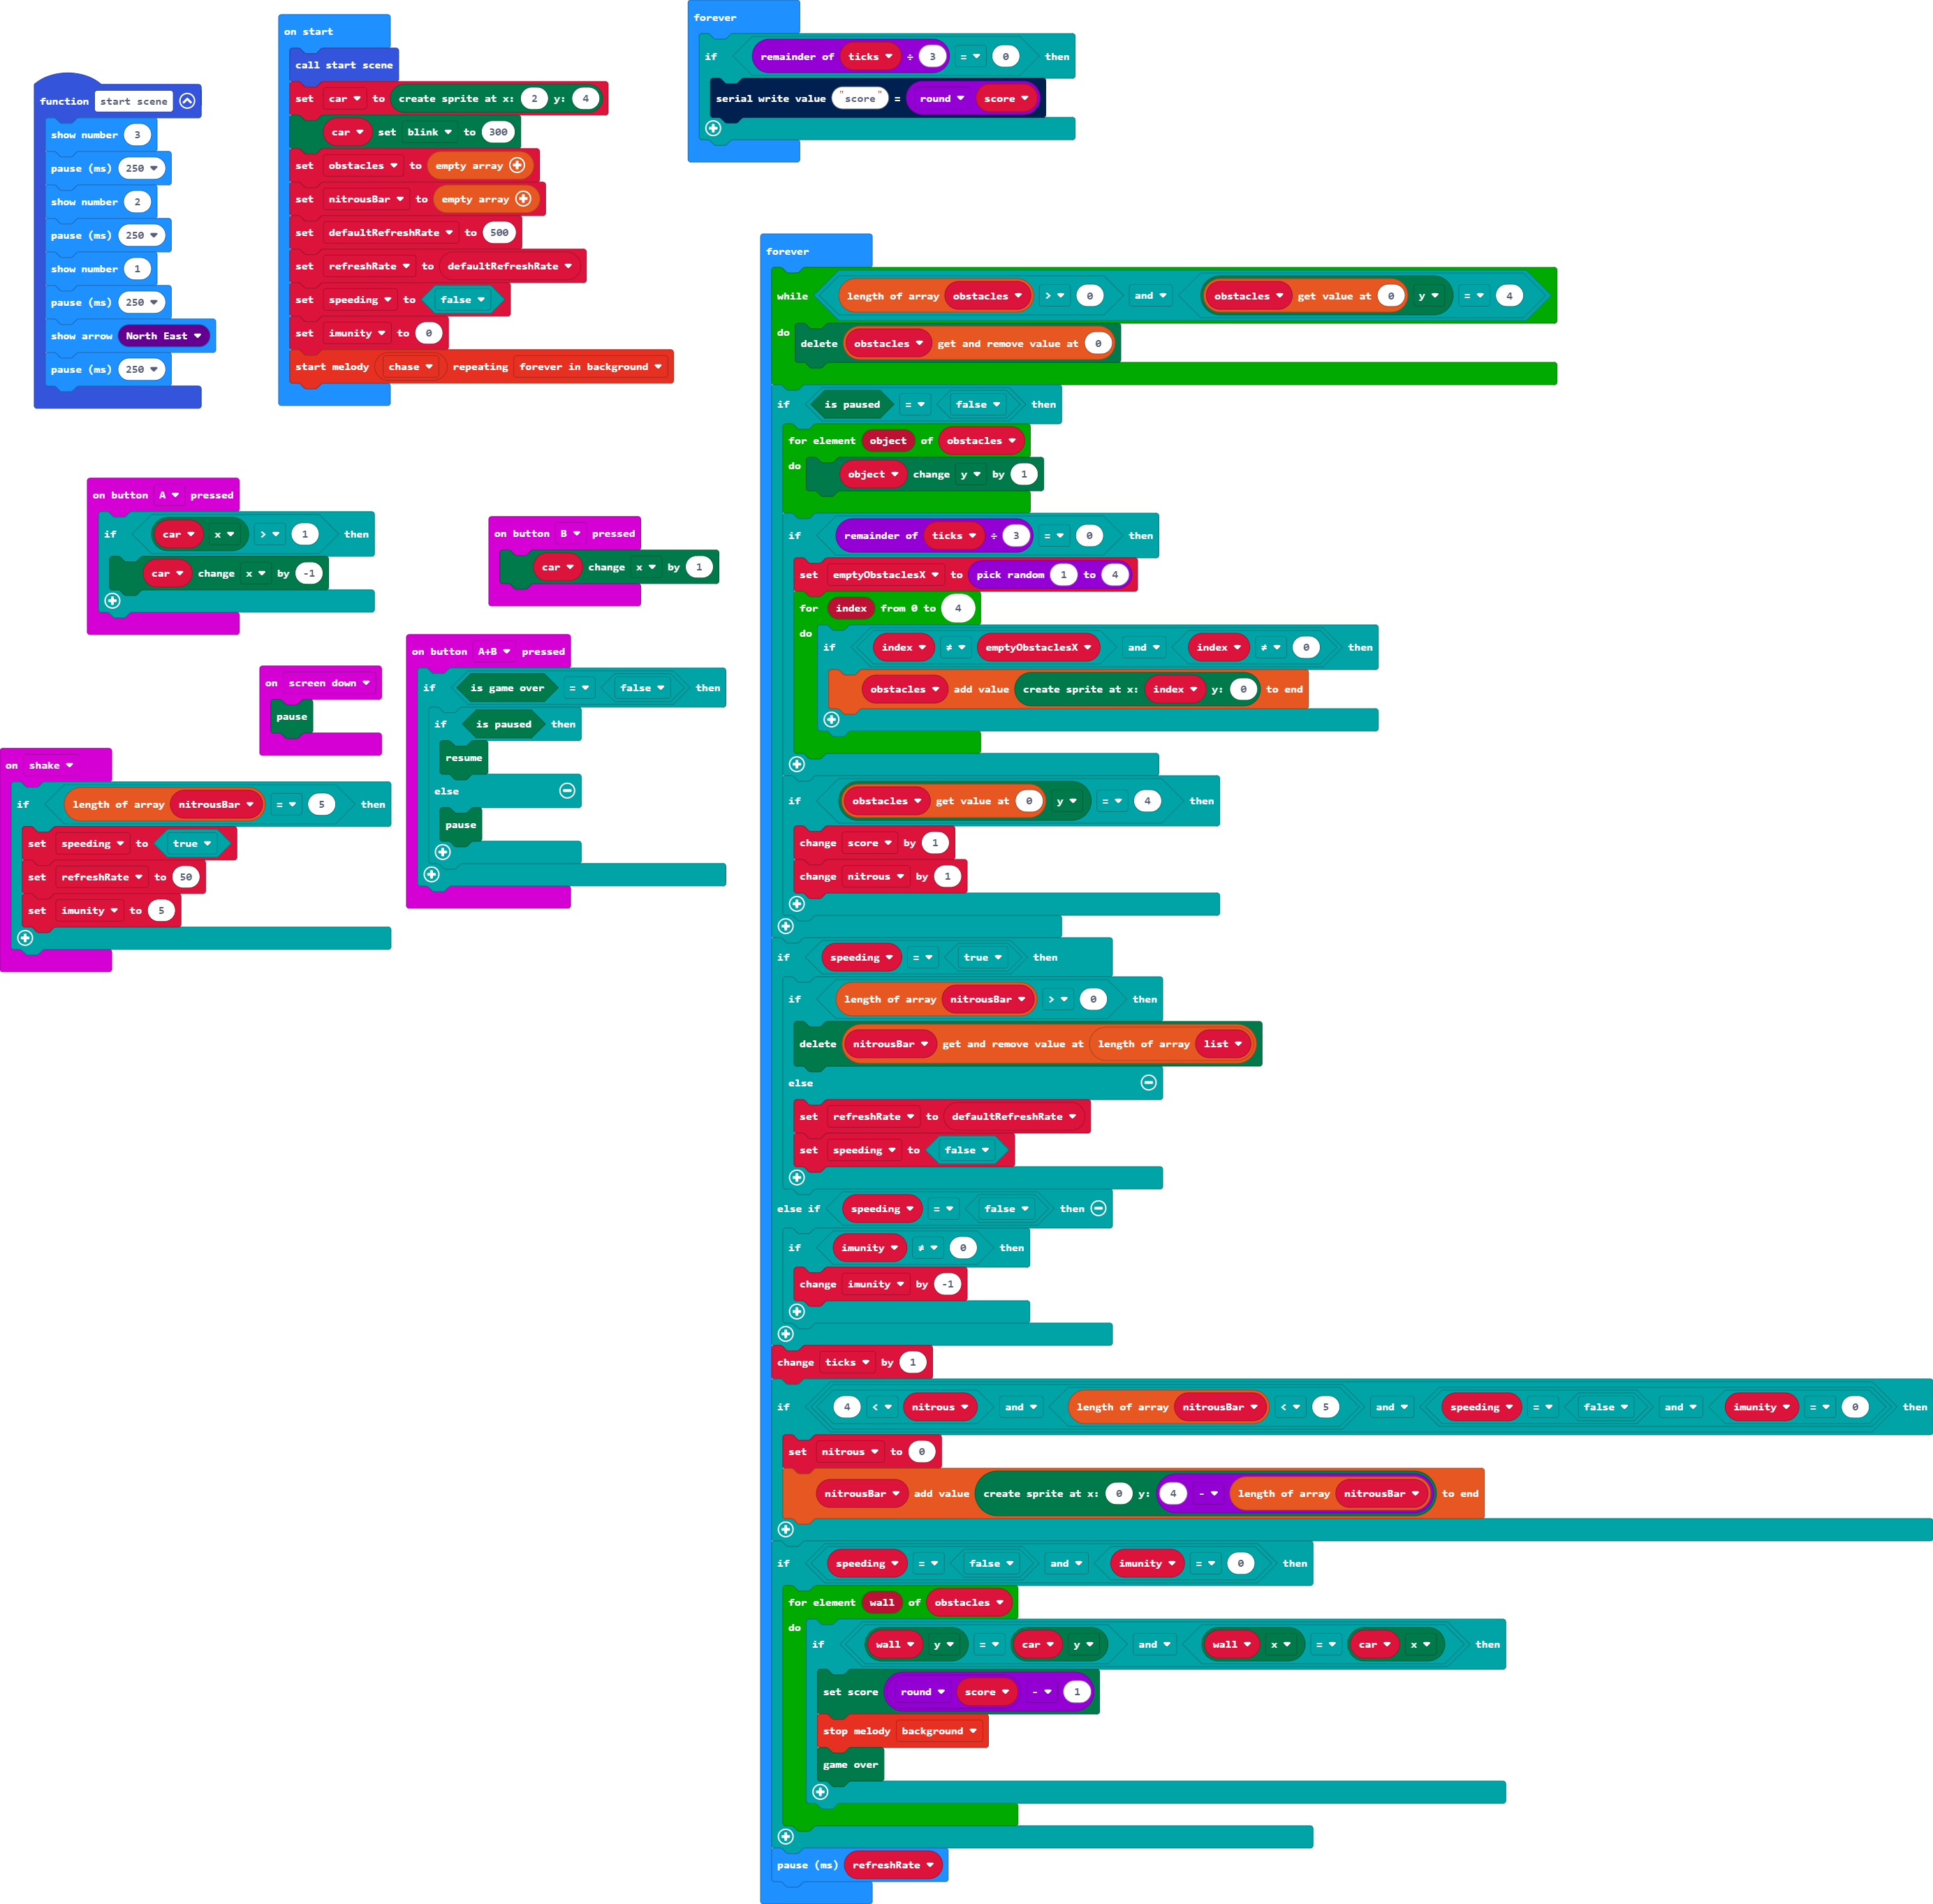 function start scene
show number 3
pause (ms) 250
show number 2
pause (ms) 250
show number 1
pause (ms) 250
show arrow North East
pause (ms) 250
on start
call start scene
set car to create sprite at x: 2 y: 4
car set blink to 300
set obstacles to empty array
set nitrousBar to empty array
set defaultRefreshRate to 500
set refreshRate to defaultRefreshRate
set speeding to false
set imunity to 0
start melody chase repeating forever in background
forever
if remainder of ticks ÷ 3 = 0 then
serial write value "score" = round score
on button A pressed
if car x > 1 then
car change x by -1
on button B pressed
car change x by 1
on screen down
pause
on button A+B pressed
if is game over = false then
if is paused then
resume
else
pause
on shake
if length of array nitrousBar = 5 then
set speeding to true
set refreshRate to 50
set imunity to 5
forever
while length of array obstacles > 0 and obstacles get value at 0 y = 4
do delete obstacles get and remove value at 0
if is paused = false then
for element object of obstacles
do object change y by 1
if remainder of ticks ÷ 3 = 0 then
set emptyObstaclesX to pick random 1 to 4
for index from 0 to 4
do if index ≠ emptyObstaclesX and index ≠ 0 then
obstacles add value create sprite at x: index y: 0 to end
if obstacles get value at 0 y = 4 then
change score by 1
change nitrous by 1
if speeding = true then
if length of array nitrousBar > 0 then
delete nitrousBar get and remove value at length of array list
else
set refreshRate to defaultRefreshRate
set speeding to false
else if speeding = false then
if imunity ≠ 0 then
change imunity by -1
change ticks by 1
if 4 < nitrous and length of array nitrousBar < 5 and speeding = false and imunity = 0 then
set nitrous to 0
nitrousBar add value create sprite at x: 0 y: 4 - length of array nitrousBar to end
if speeding = false and imunity = 0 then
for element wall of obstacles
do if wall y = car y and wall x = car x then
set score round score - 1
stop melody background
game over
pause (ms) refreshRate